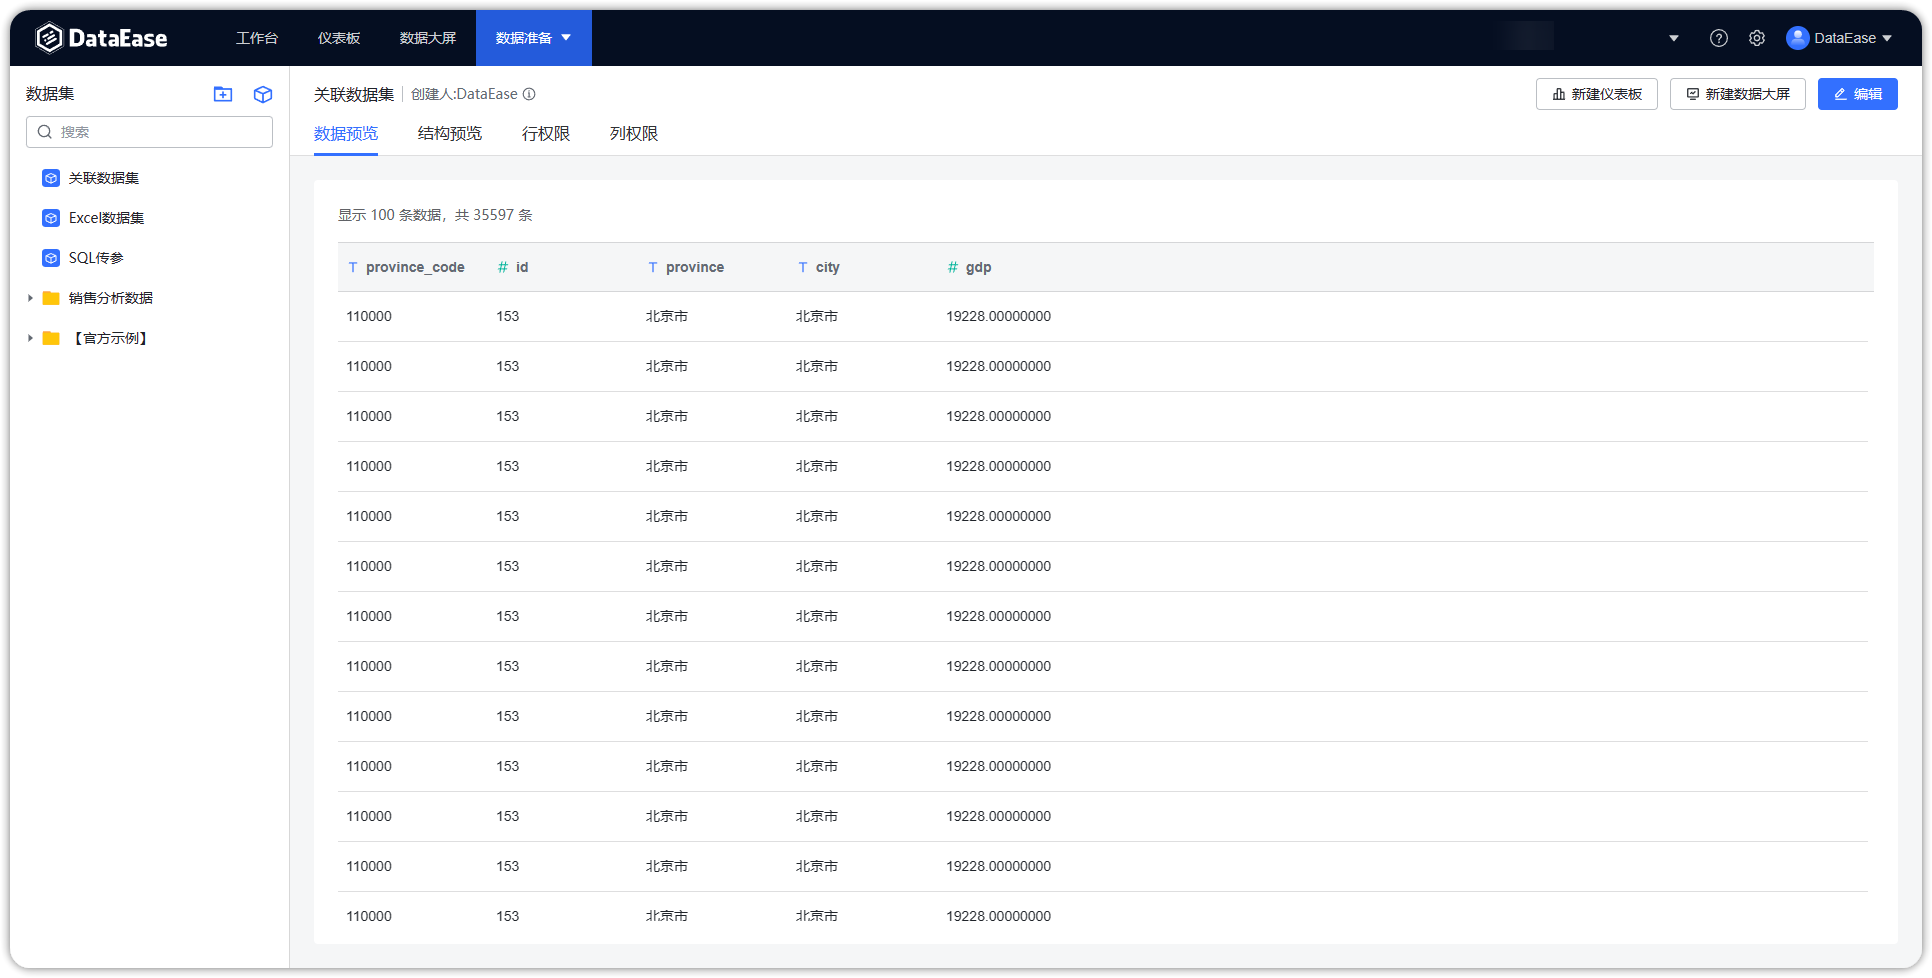 DataEase 工作台 仪表板 数据大屏 数据准备 DataEase
数据集
搜索
关联数据集
Excel数据集
SQL传参
销售分析数据
【官方示例】
关联数据集 创建人:DataEase 新建仪表板 新建数据大屏 编辑
数据预览 结构预览 行权限 列权限
显示 100 条数据，共 35597 条
T province_code # id T province T city # gdp
110000 153 北京市 北京市 19228.00000000
110000 153 北京市 北京市 19228.00000000
110000 153 北京市 北京市 19228.00000000
110000 153 北京市 北京市 19228.00000000
110000 153 北京市 北京市 19228.00000000
110000 153 北京市 北京市 19228.00000000
110000 153 北京市 北京市 19228.00000000
110000 153 北京市 北京市 19228.00000000
110000 153 北京市 北京市 19228.00000000
110000 153 北京市 北京市 19228.00000000
110000 153 北京市 北京市 19228.00000000
110000 153 北京市 北京市 19228.00000000
110000 153 北京市 北京市 19228.00000000